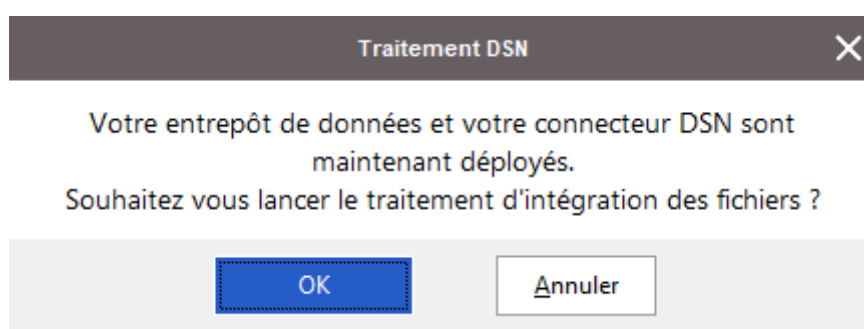 Traitement DSN
Votre entrepôt de données et votre connecteur DSN sont
maintenant déployés.
Souhaitez vous lancer le traitement d'intégration des fichiers ?
OK
Annuler